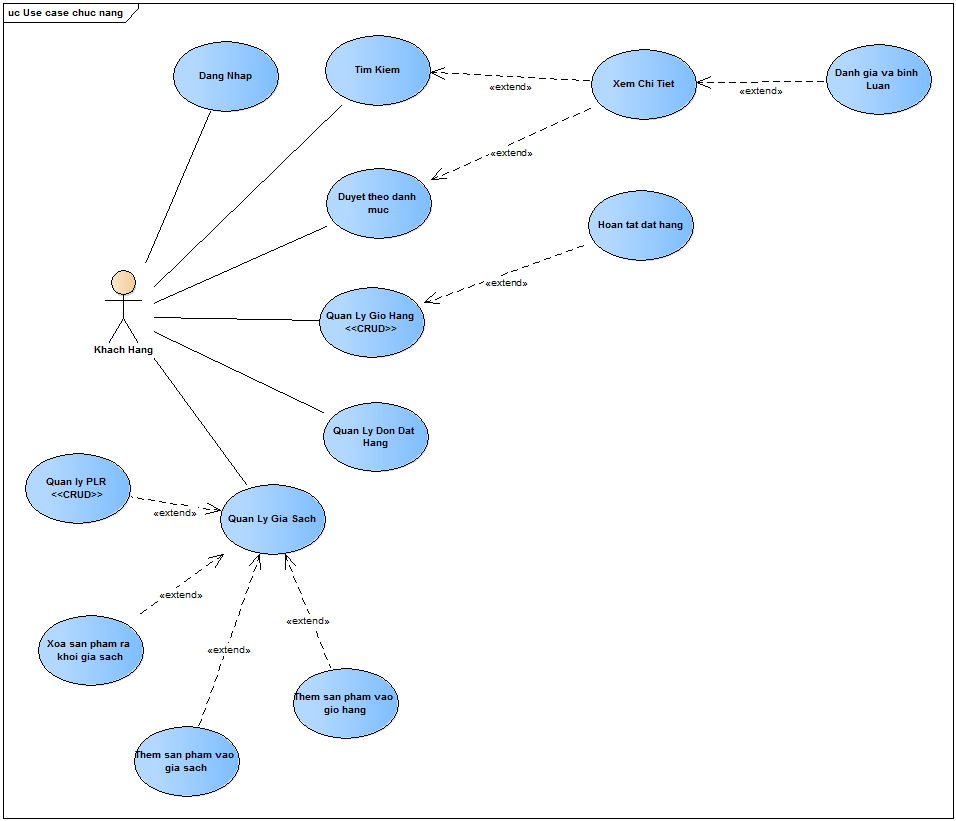 uc Use case chuc nang
Dang Nhap
Tim Kiem
Xem Chi Tiet
Danh gia va binh
Luan
«extend»
«extend»
«extend»
Duyet theo danh
muc
Hoan tat dat hang
«extend»
Quan Ly Gio Hang
<<CRUD>>
Khach Hang
Quan Ly Don Dat
Hang
Quan ly PLR
<<CRUD>>
«extend»
Quan Ly Gia Sach
«extend»
«extend»
«extend»
Xoa san pham ra
khoi gia sach
Them san pham vao
gio hang
Them san pham vao
gia sach